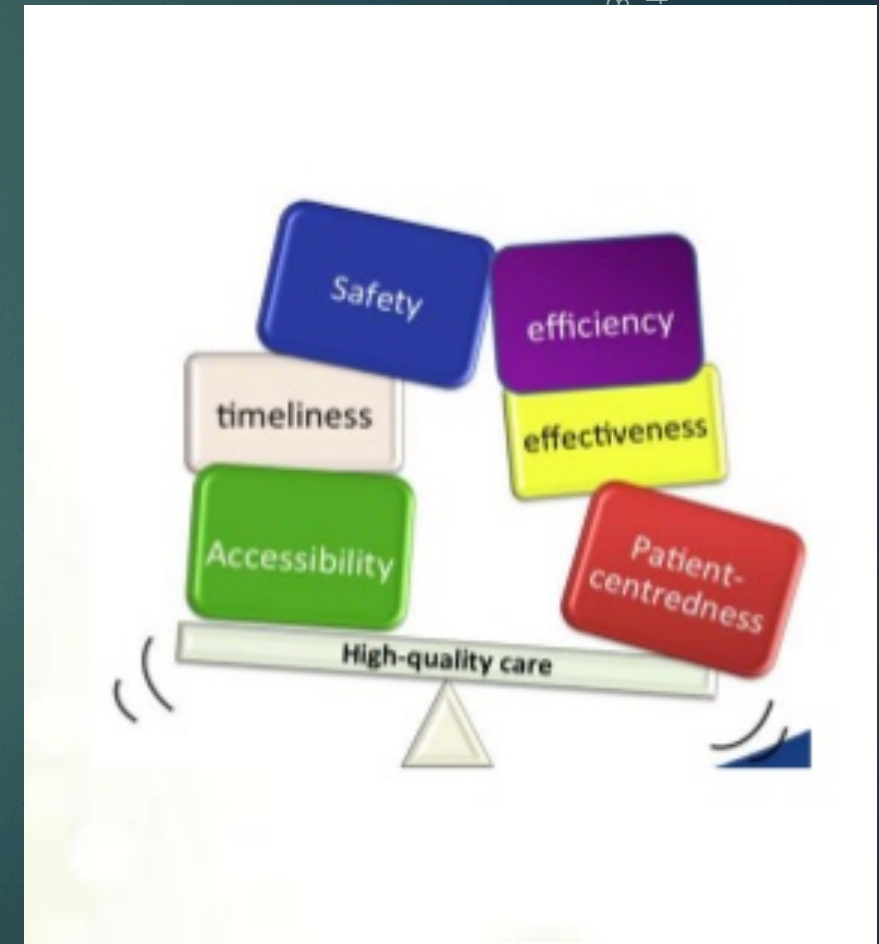 Safety
efficiency
timeliness
effectiveness
Accessibility
Patient-
centredness
High-quality care